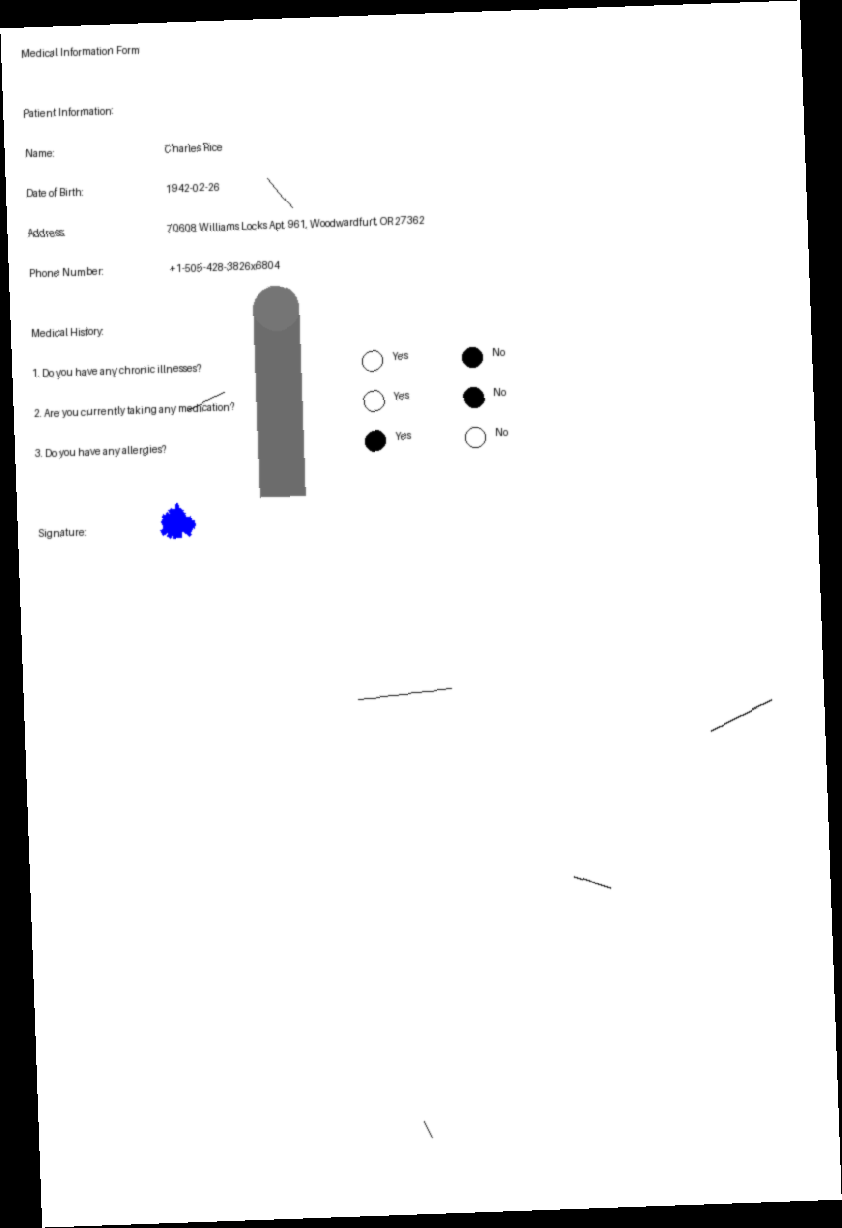 Medical Information Form
Patient Information:
Name: Charles Rice
Date of Birth: 1942-02-26
Address: 70608 Williams Locks Apt. 961, Woodwardfurt, OR 27362
Phone Number: +1-505-428-3826x6804
Medical History:
1. Do you have any chronic illnesses? Yes No
2. Are you currently taking any medication? Yes No
3. Do you have any allergies? Yes No
Signature: